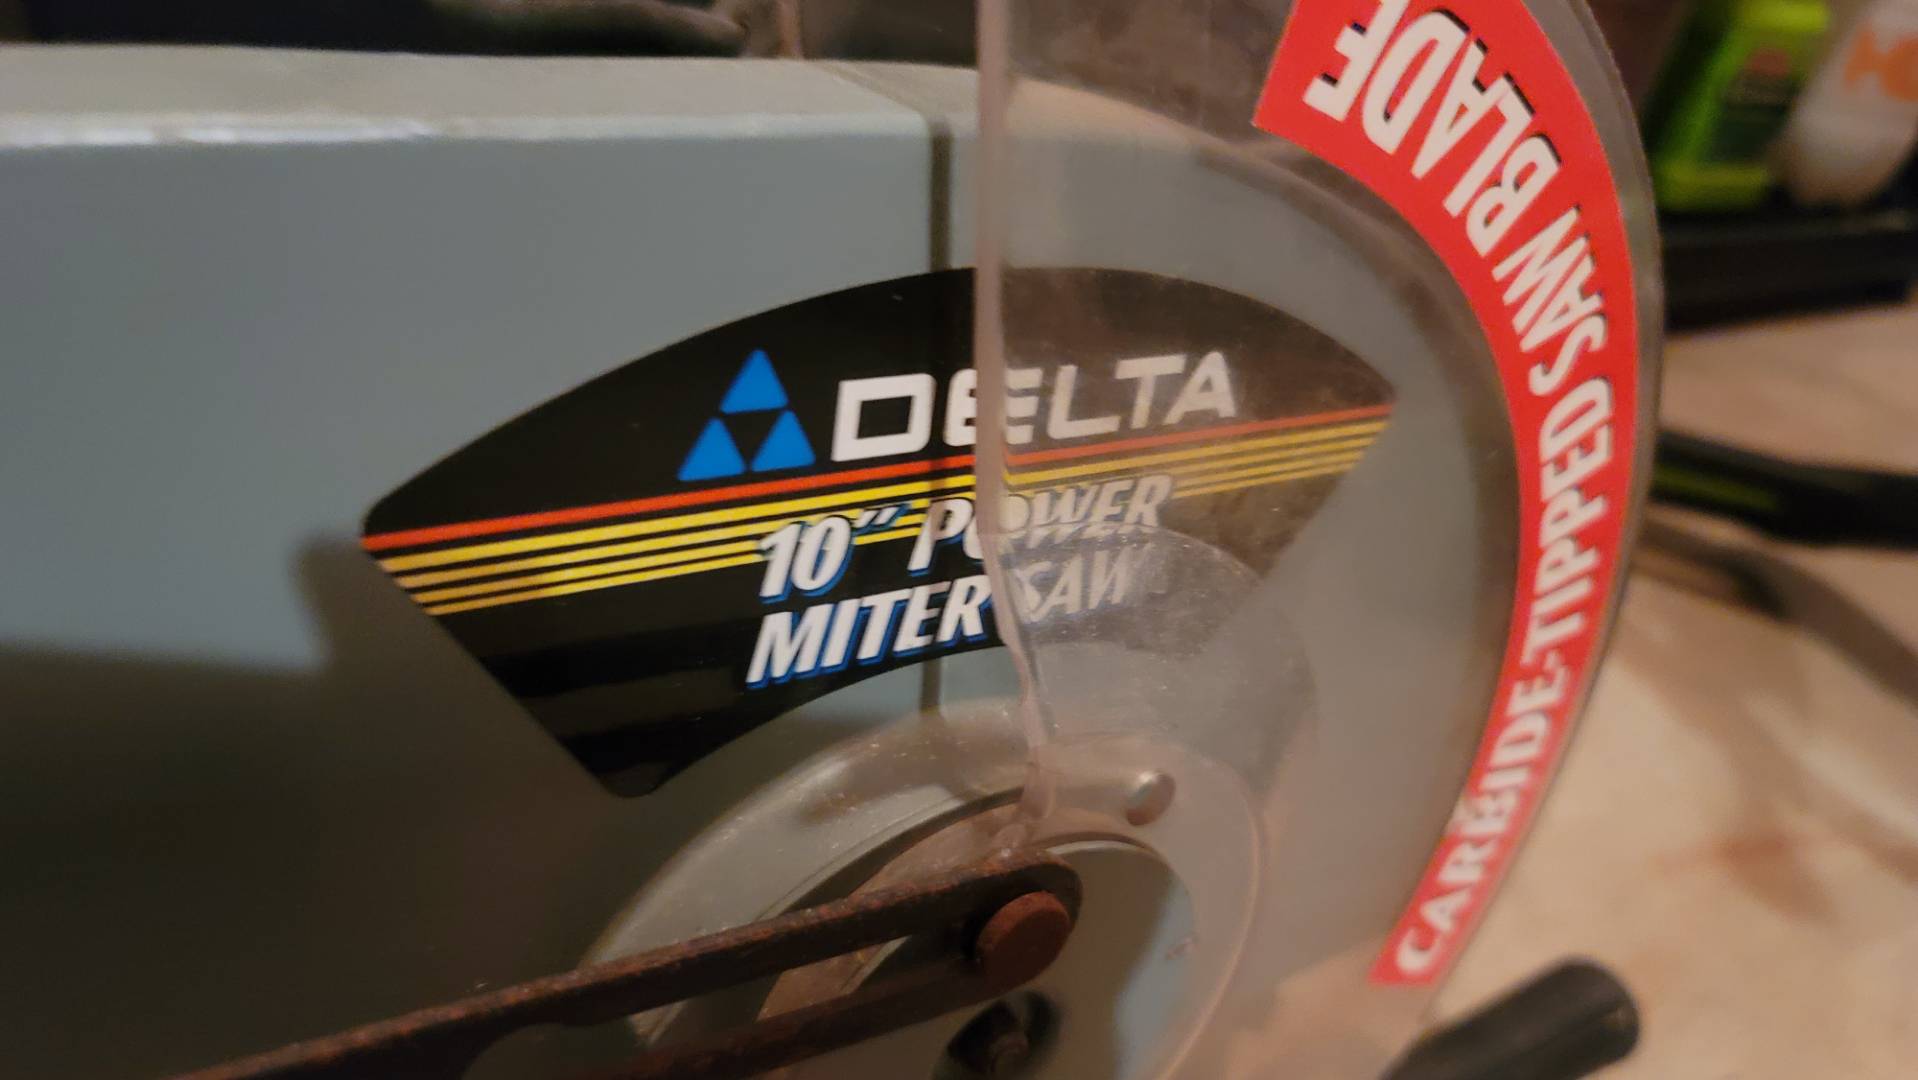 DELTA
10" POWER
MITER SAW
CARBIDE-TIPPED SAW BLADE